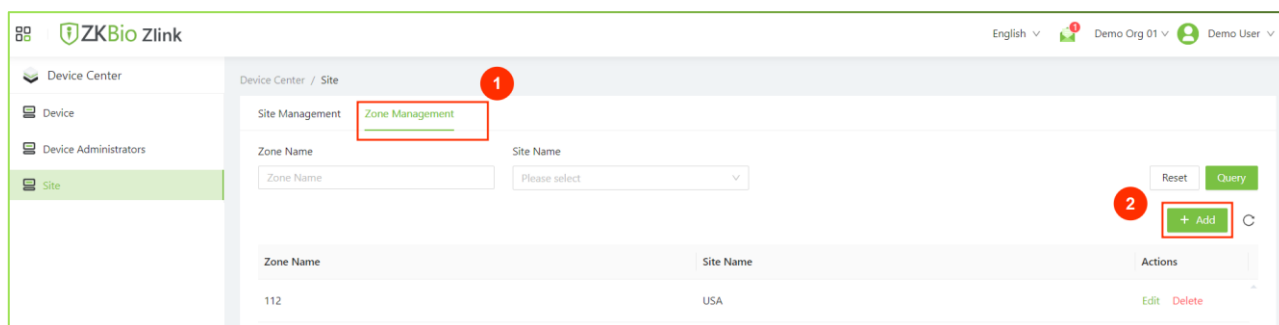 ZKBio Zlink
English
1
Demo Org 01
Demo User
Device Center
Device Center / Site
1
Device
Site Management
Zone Management
Device Administrators
Zone Name
Site Name
Site
Zone Name
Please select
Reset
Query
2
+ Add
Zone Name
Site Name
Actions
112
USA
Edit
Delete